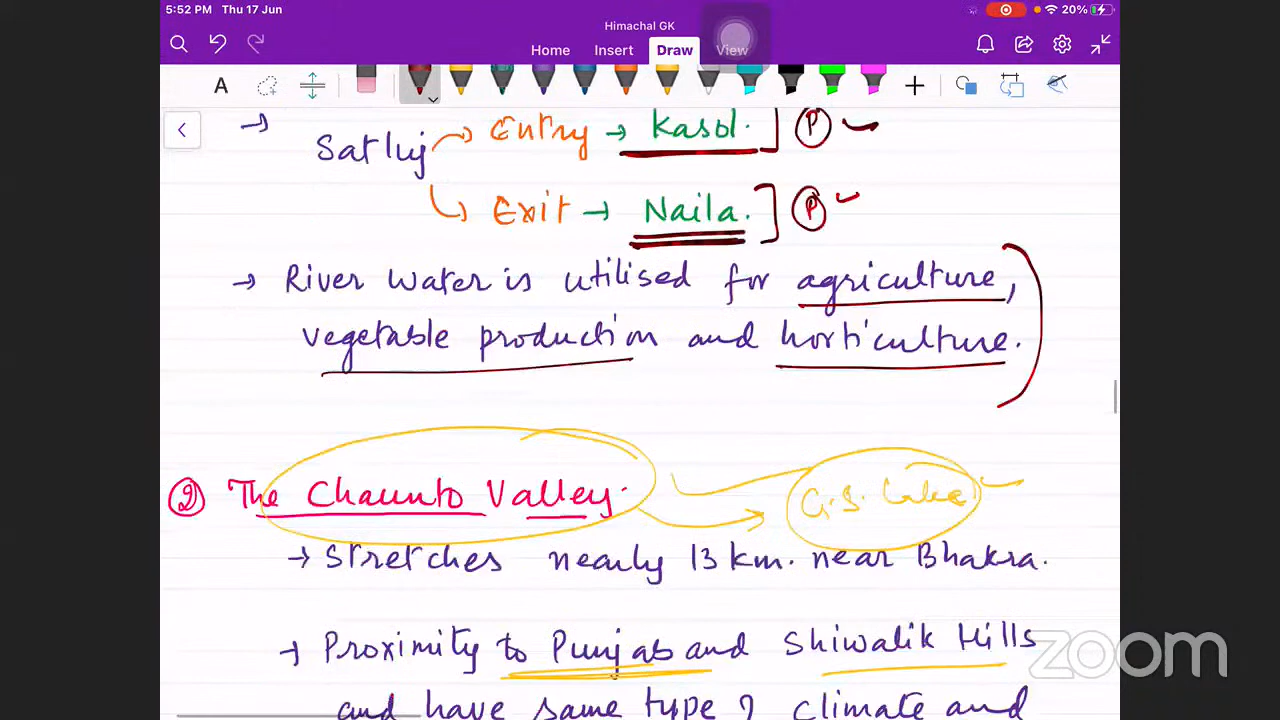 5:52 PM Thu 17 Jun
20%
Himachal GK
Home Insert Draw View
A
→ Satluj → Entry → Kasol. ] P
→ Exit → Naila. ] P
→ River Water is utilised for agriculture,
vegetable production and horticulture.
② The Chaunto Valley.
G.S. Lake
→ Stretches nearly 13 km. near Bhakra.
→ Proximity to Punjab and Shiwalik Hills
and have same type of climate and
zoom